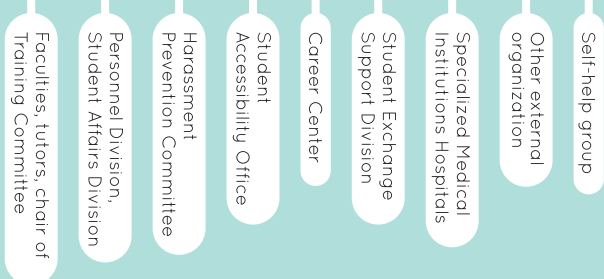 Faculties, tutors, chair of
Training Committee
Personnel Division,
Student Affairs Division
Harassment
Prevention Committee
Student
Accessibility Office
Career Center
Student Exchange
Support Division
Specialized Medical
Institutions Hospitals
Other external
organization
Self-help group